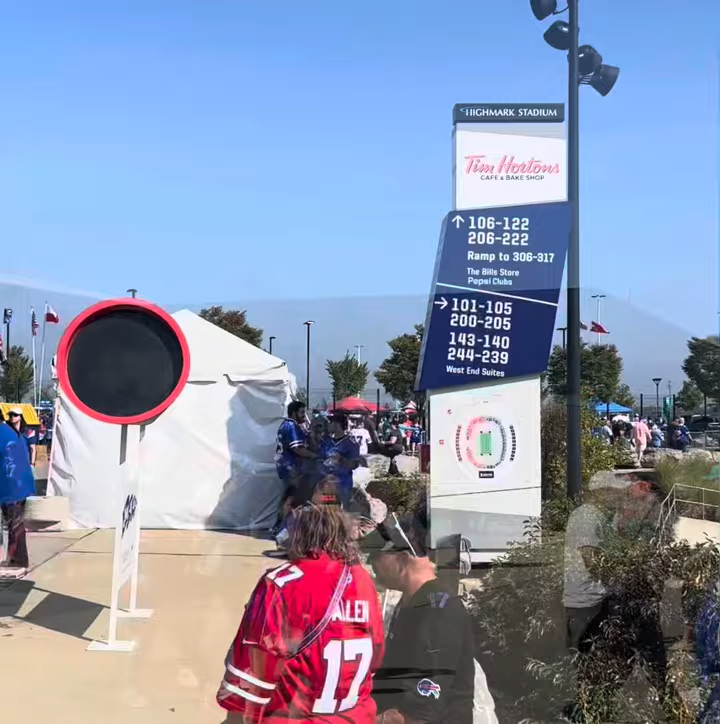 HIGHMARK STADIUM
Tim Hortons
CAFE & BAKE SHOP
↑ 106-122
206-222
Ramp to 306-317
The Bills Store
Pepsi Clubs
→ 101-105
200-205
143-140
244-239
West End Suites
17
ALLEN
17